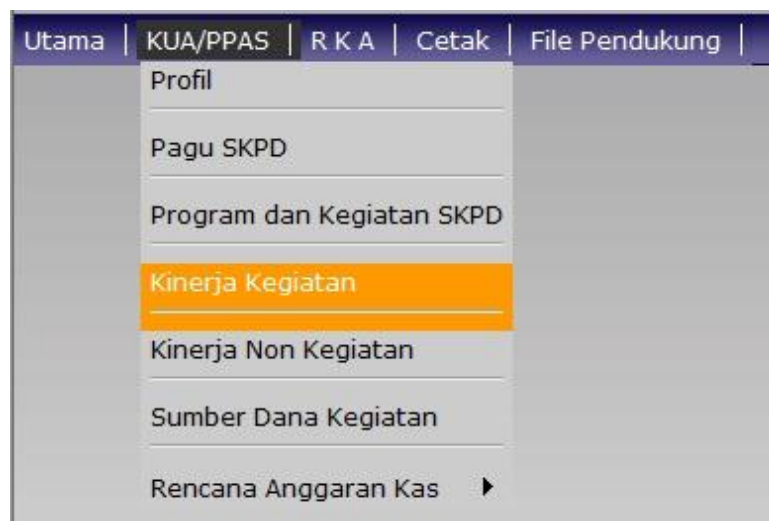 Utama | KUA/PPAS | R K A | Cetak | File Pendukung |
Profil
Pagu SKPD
Program dan Kegiatan SKPD
Kinerja Kegiatan
Kinerja Non Kegiatan
Sumber Dana Kegiatan
Rencana Anggaran Kas